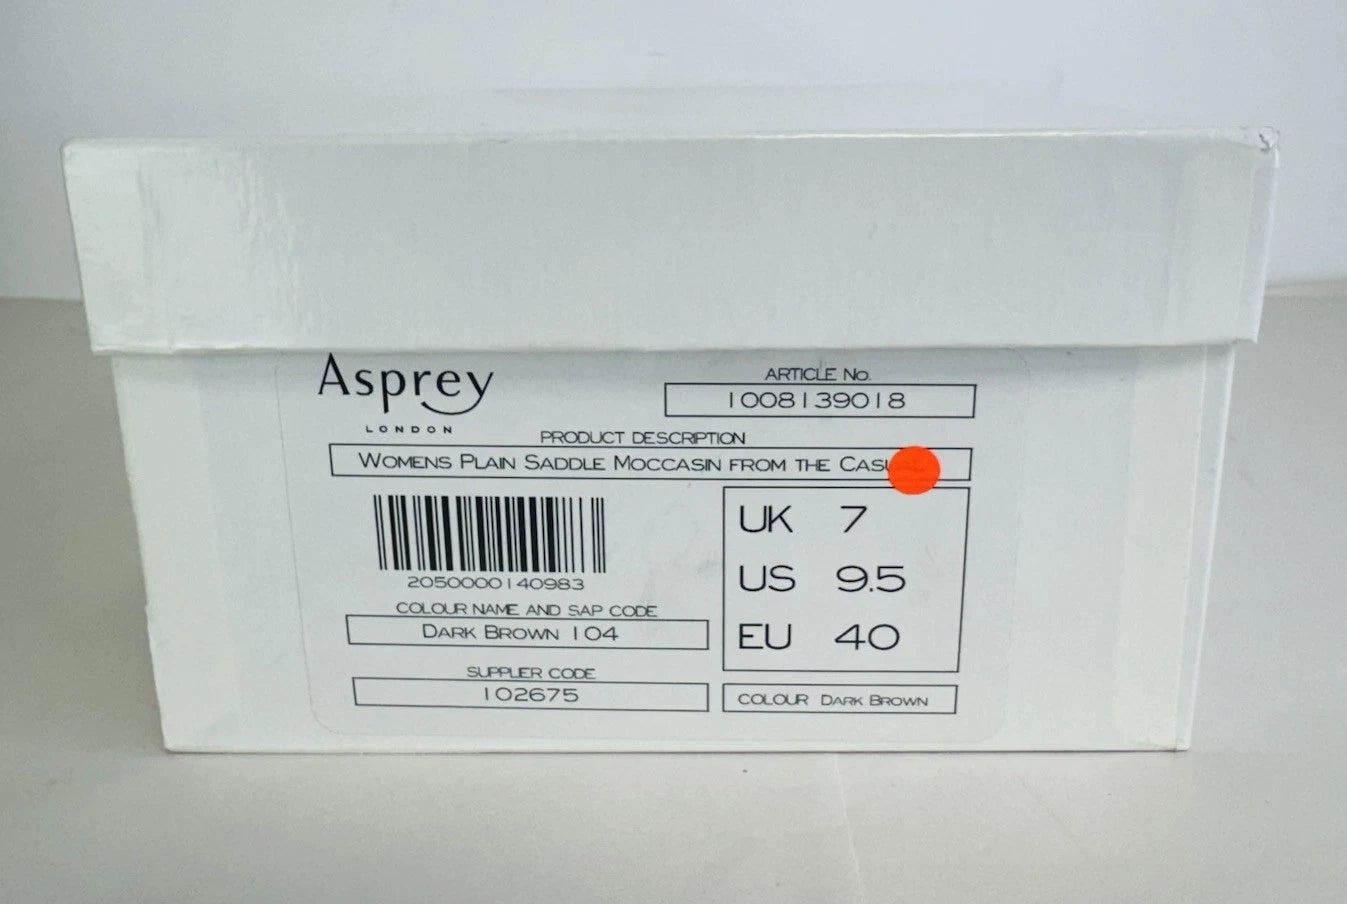 Asprey
LONDON
ARTICLE No.
1008139018
PRODUCT DESCRIPTION
WOMENS PLAIN SADDLE MOCCASIN FROM THE CASUAL
2050000140983
UK 7
US 9.5
EU 40
COLOUR NAME AND SAP CODE
DARK BROWN 104
SUPPLIER CODE
102675
COLOUR DARK BROWN